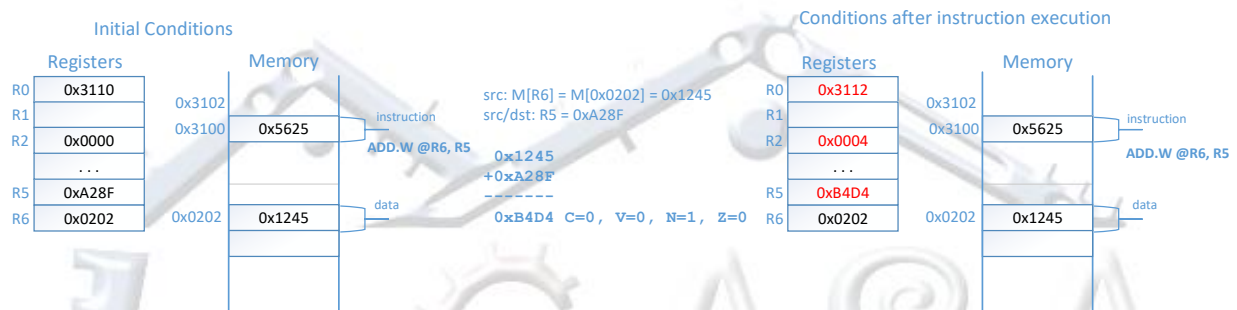 Initial Conditions
Registers
Memory
R0 0x3110
R1
R2 0x0000
. . .
R5 0xA28F
R6 0x0202
0x3102
0x3100 0x5625
instruction
ADD.W @R6, R5
0x0202 0x1245
data
src: M[R6] = M[0x0202] = 0x1245
src/dst: R5 = 0xA28F
0x1245
+0xA28F
-------
0xB4D4 C=0, V=0, N=1, Z=0
Conditions after instruction execution
Registers
Memory
R0 0x3112
R1
R2 0x0004
. . .
R5 0xB4D4
R6 0x0202
0x3102
0x3100 0x5625
instruction
ADD.W @R6, R5
0x0202 0x1245
data